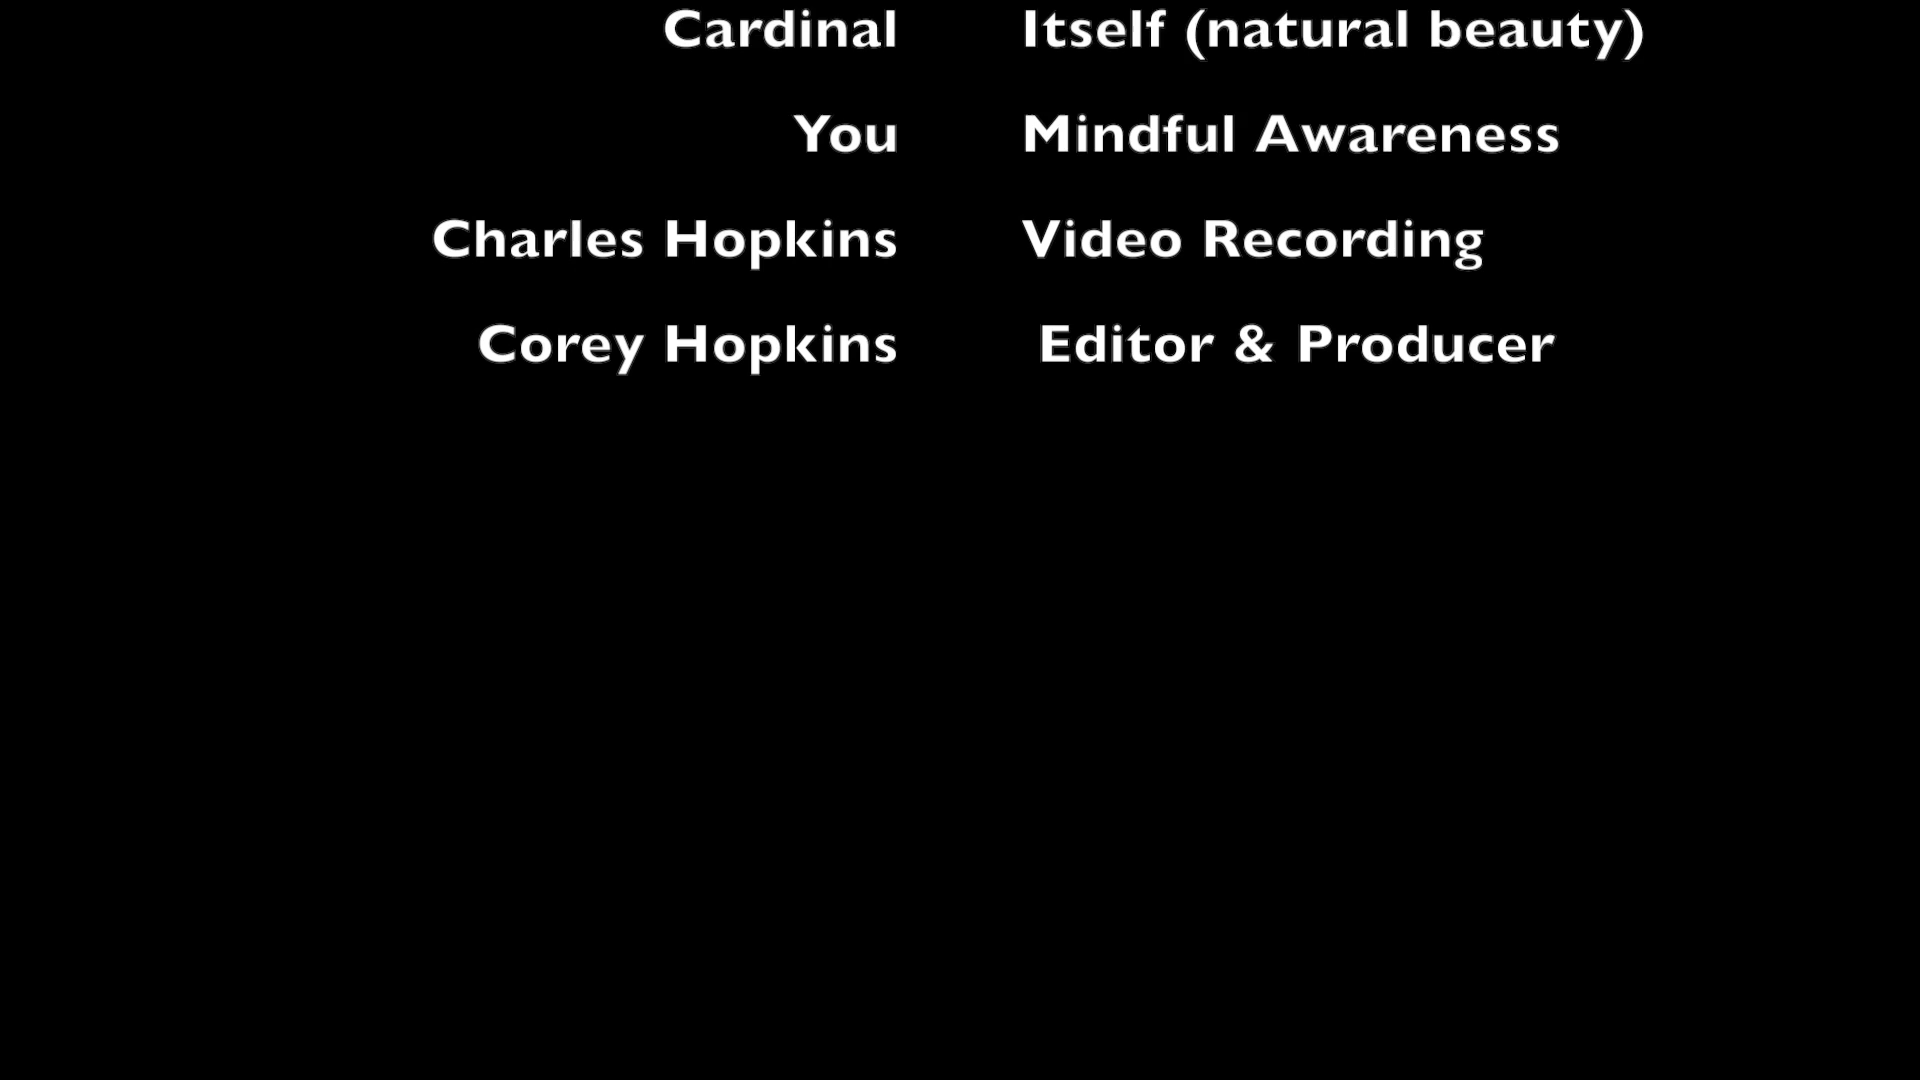 Cardinal Itself (natural beauty)
You Mindful Awareness
Charles Hopkins Video Recording
Corey Hopkins Editor & Producer